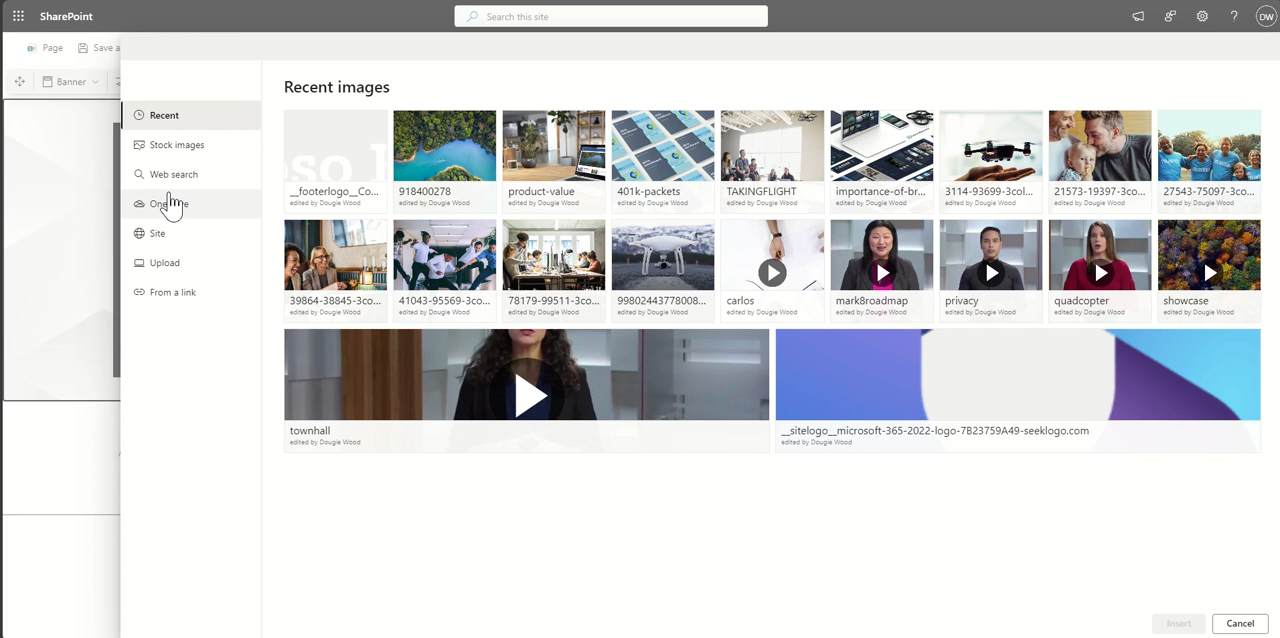 SharePoint
Search this site
DW
Page
Save a
Banner
Recent
Stock images
Web search
Site
Upload
From a link
Recent images
__footerlogo__Co...
edited by Dougie Wood
918400278
edited by Dougie Wood
product-value
edited by Dougie Wood
401k-packets
edited by Dougie Wood
TAKINGFLIGHT
edited by Dougie Wood
importance-of-br...
edited by Dougie Wood
3114-93699-3col...
edited by Dougie Wood
21573-19397-3co...
edited by Dougie Wood
27543-75097-3co...
edited by Dougie Wood
39864-38845-3co...
edited by Dougie Wood
41043-95569-3co...
edited by Dougie Wood
78179-99511-3co...
edited by Dougie Wood
99802443778008...
edited by Dougie Wood
carlos
edited by Dougie Wood
mark8roadmap
edited by Dougie Wood
privacy
edited by Dougie Wood
quadcopter
edited by Dougie Wood
showcase
edited by Dougie Wood
townhall
edited by Dougie Wood
__sitelogo__microsoft-365-2022-logo-7B23759A49-seeklogo.com
edited by Dougie Wood
Insert
Cancel